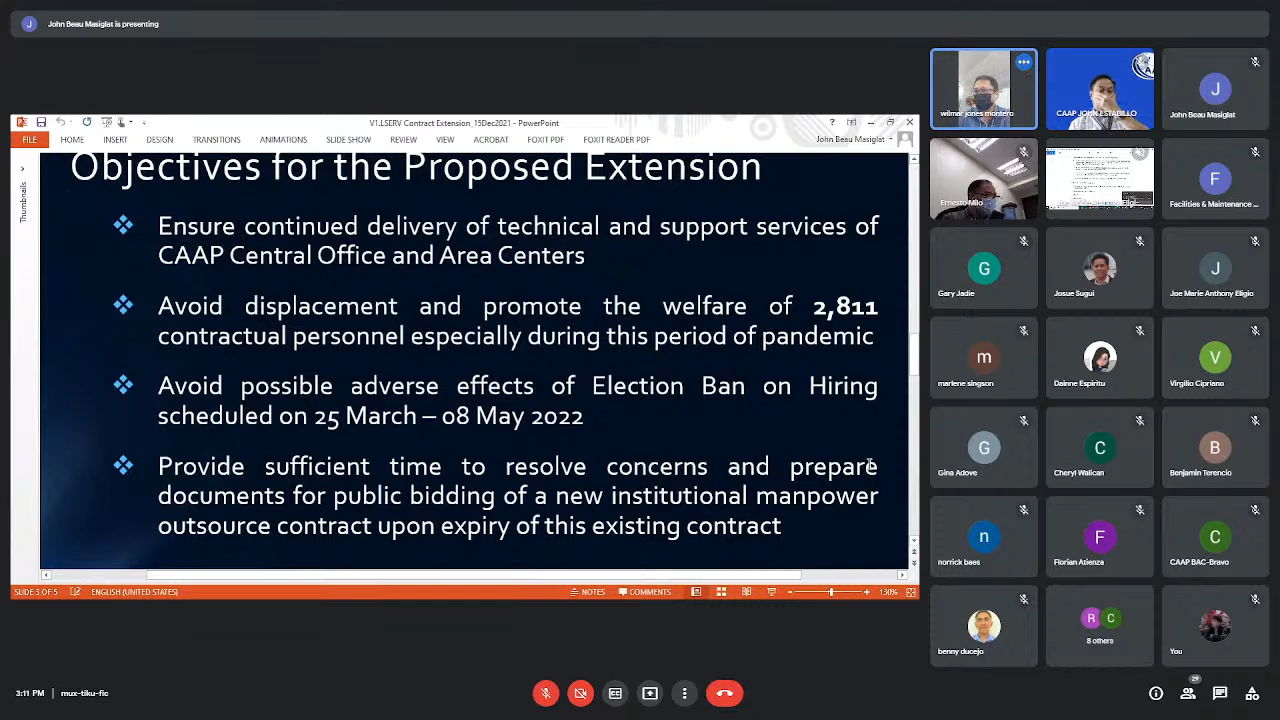 J
John Beau Masiglat is presenting
V1.LSERV Contract Extension_15Dec2021 - PowerPoint
FILE HOME INSERT DESIGN TRANSITIONS ANIMATIONS SLIDE SHOW REVIEW VIEW ACROBAT FOXIT PDF FOXIT READER PDF John Beau Masiglat
Thumbnails
Objectives for the Proposed Extension
Ensure continued delivery of technical and support services of
CAAP Central Office and Area Centers
Avoid displacement and promote the welfare of 2,811
contractual personnel especially during this period of pandemic
Avoid possible adverse effects of Election Ban on Hiring
scheduled on 25 March – 08 May 2022
Provide sufficient time to resolve concerns and prepare
documents for public bidding of a new institutional manpower
outsource contract upon expiry of this existing contract
SLIDE 3 OF 5 ENGLISH (UNITED STATES) NOTES COMMENTS 130%
wilmar jones montero
CAAP JOHN ESTABILLO
J
John Beau Masiglat
Ernesto Milo
F
Facilities & Maintenance ...
G
Gary Jadie
Josue Sugui
J
Joe Marie Anthony Eligio
m
marlene singson
Dainne Espiritu
V
Virgilio Cipriano
G
Gina Adove
C
Cheryl Walican
B
Benjamin Terencio
n
norrick baes
F
Florian Atienza
C
CAAP BAC-Bravo
benny ducejo
R C
8 others
You
3:11 PM | mux-tiku-fic
29